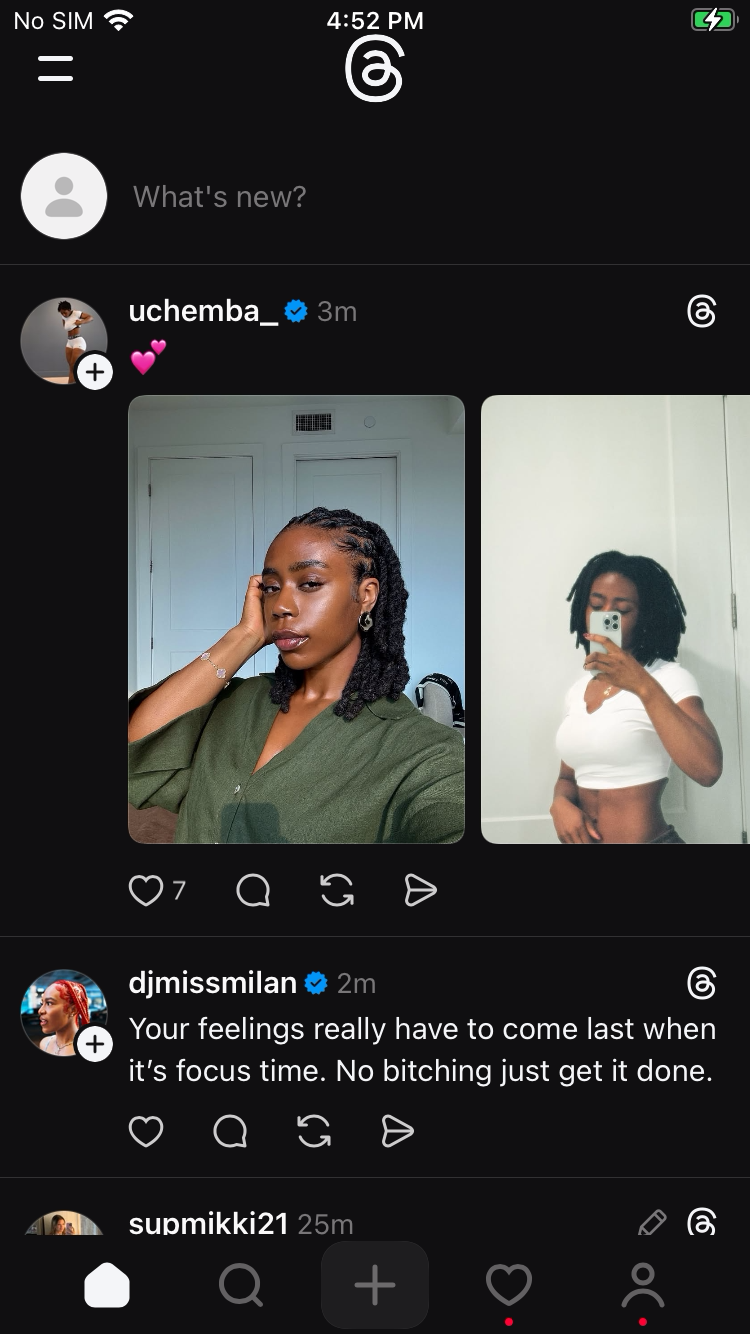 No SIM 4:52 PM
What's new?
uchemba_ 3m
💕
7
djmissmilan 2m
Your feelings really have to come last when
it’s focus time. No bitching just get it done.
supmikki21 25m